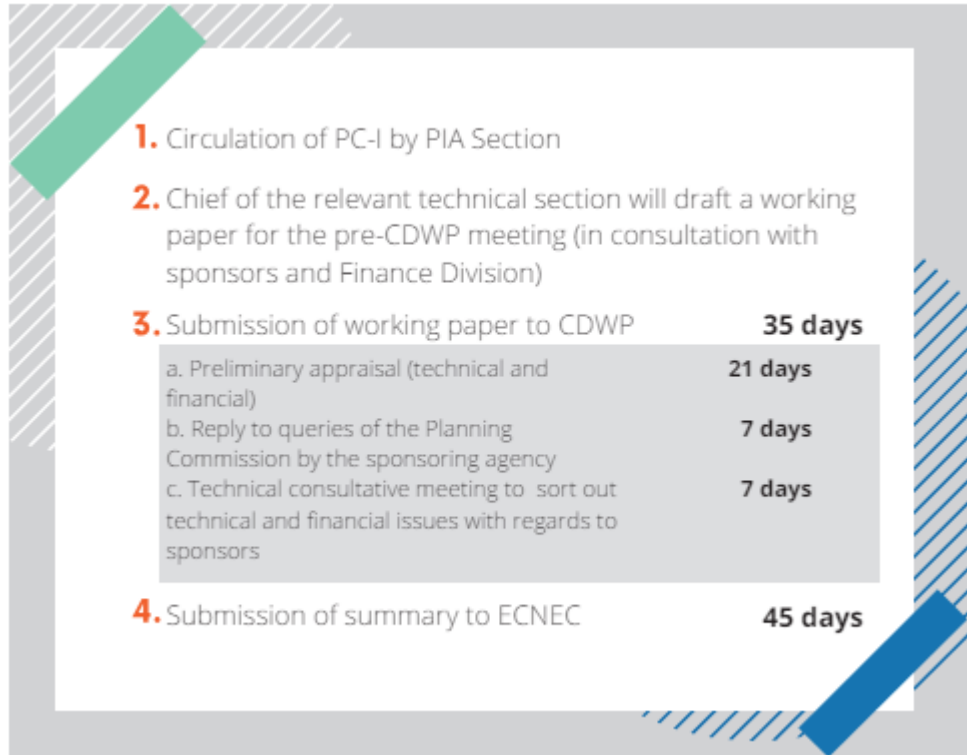 1. Circulation of PC-I by PIA Section
2. Chief of the relevant technical section will draft a working
paper for the pre-CDWP meeting (in consultation with
sponsors and Finance Division)
3. Submission of working paper to CDWP 35 days
a. Preliminary appraisal (technical and 21 days
financial)
b. Reply to queries of the Planning 7 days
Commission by the sponsoring agency
c. Technical consultative meeting to sort out 7 days
technical and financial issues with regards to
sponsors
4. Submission of summary to ECNEC 45 days